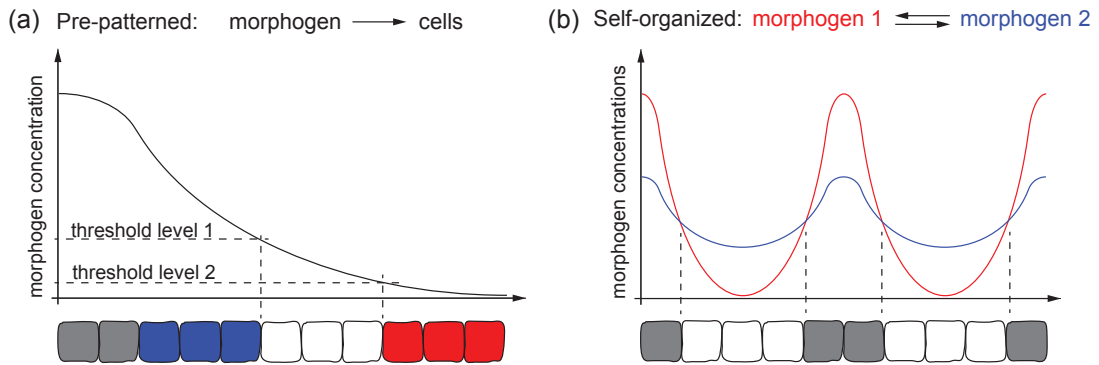 (a) Pre-patterned: morphogen cells
morphogen concentration
threshold level 1
threshold level 2
(b) Self-organized: morphogen 1 morphogen 2
morphogen concentrations